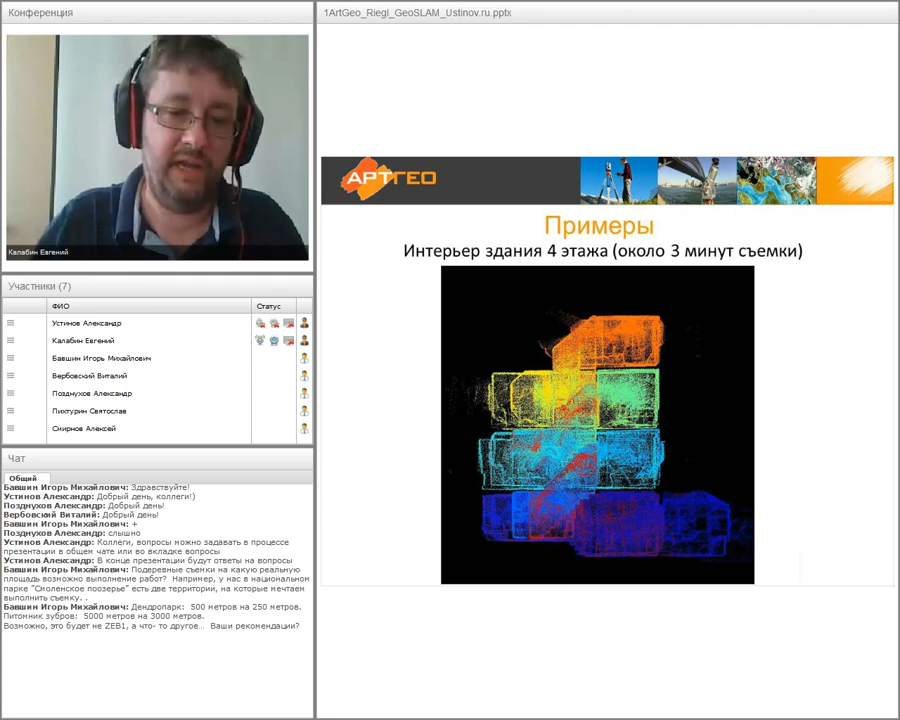 Конференция
Калабин Евгений
Участники (7)
ФИО
Статус
Устинов Александр
Калабин Евгений
Бавшин Игорь Михайлович
Вербовский Виталий
Позднухов Александр
Пихтурин Святослав
Смирнов Алексей
Чат
Общий
Бавшин Игорь Михайлович: Здравствуйте!
Устинов Александр: Добрый день, коллеги!)
Позднухов Александр: Добрый день!
Вербовский Виталий: Добрый день!
Бавшин Игорь Михайлович: +
Позднухов Александр: слышно
Устинов Александр: Коллеги, вопросы можно задавать в процессе
презентации в общем чате или во вкладке вопросы
Устинов Александр: В конце презентации будут ответы на вопросы
Бавшин Игорь Михайлович: Подеревные съемки на какую реальную
площадь возможно выполнение работ? Например, у нас в национальном
парке "Смоленское поозерье" есть две территории, на которые мечтаем
выполнить съемку. .
Бавшин Игорь Михайлович: Дендропарк: 500 метров на 250 метров.
Питомник зубров: 5000 метров на 3000 метров.
Возможно, это будет не ZEB1, а что- то другое... Ваши рекомендации?
1ArtGeo_Riegl_GeoSLAM_Ustinov.ru.pptx
АРТГЕО
Примеры
Интерьер здания 4 этажа (около 3 минут съемки)